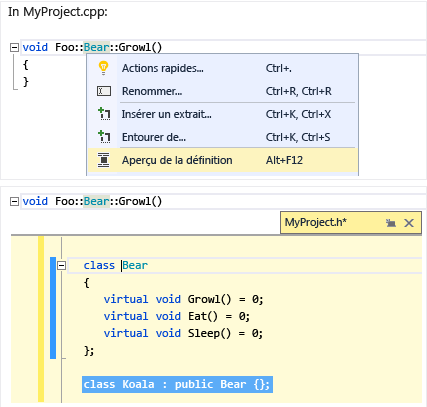 In MyProject.cpp:
void Foo::Bear::Growl()
{
}
Actions rapides... Ctrl+.
Renommer... Ctrl+R, Ctrl+R
Insérer un extrait... Ctrl+K, Ctrl+X
Entourer de... Ctrl+K, Ctrl+S
Aperçu de la définition Alt+F12
void Foo::Bear::Growl()
MyProject.h*
class Bear
{
virtual void Growl() = 0;
virtual void Eat() = 0;
virtual void Sleep() = 0;
};
class Koala : public Bear {};